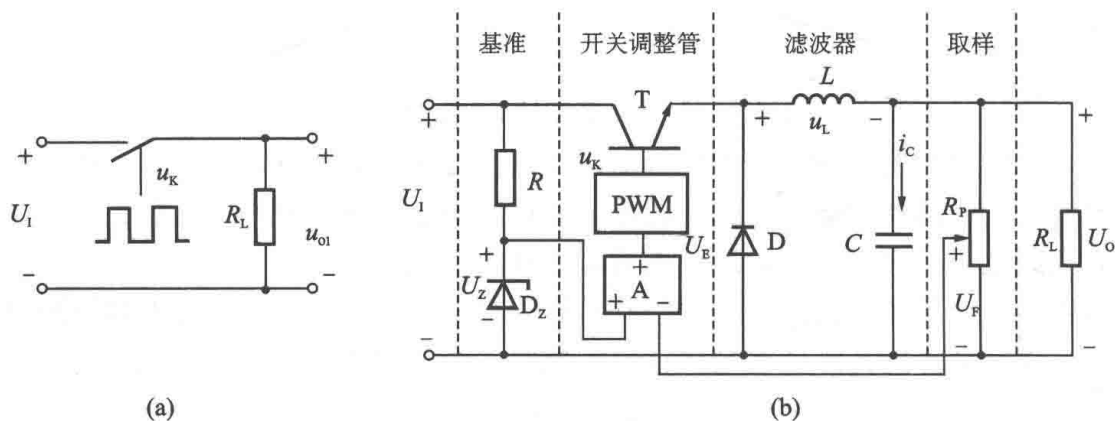 基准 开关调整管 滤波器 取样
T L
+ + u_L − +
+ + u_K R u_K i_C
U_I R_L u_o1 U_I PWM U_E D C R_P R_L U_O
+ + +
U_Z D_Z + A − U_F
− − − − − −
(a) (b)